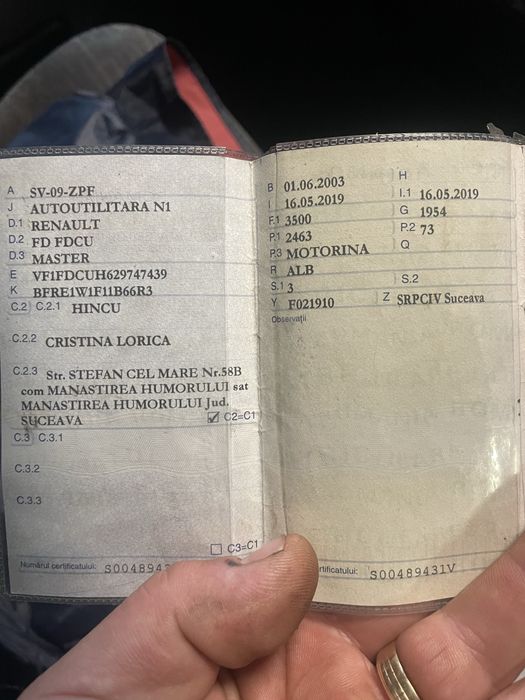 A SV-09-ZPF
J AUTOUTILITARA N1
D.1 RENAULT
D.2 FD FDCU
D.3 MASTER
E VF1FDCUH629747439
K BFRE1W1F11B66R3
C.2 C.2.1 HINCU
C.2.2 CRISTINA LORICA
C.2.3 Str. STEFAN CEL MARE Nr.58B
com MANASTIREA HUMORULUI sat
MANASTIREA HUMORULUI Jud.
SUCEAVA
C2=C1
C.3 C.3.1
C.3.2
C.3.3
C3=C1
Numărul certificatului: S0048943
B 01.06.2003 H
I 16.05.2019 I.1 16.05.2019
F.1 3500 G 1954
P.1 2463 P.2 73
P.3 MOTORINA Q
R ALB
S.1 3 S.2
Y F021910 Z SRPCIV Suceava
Observații
rtificatului: S00489431V